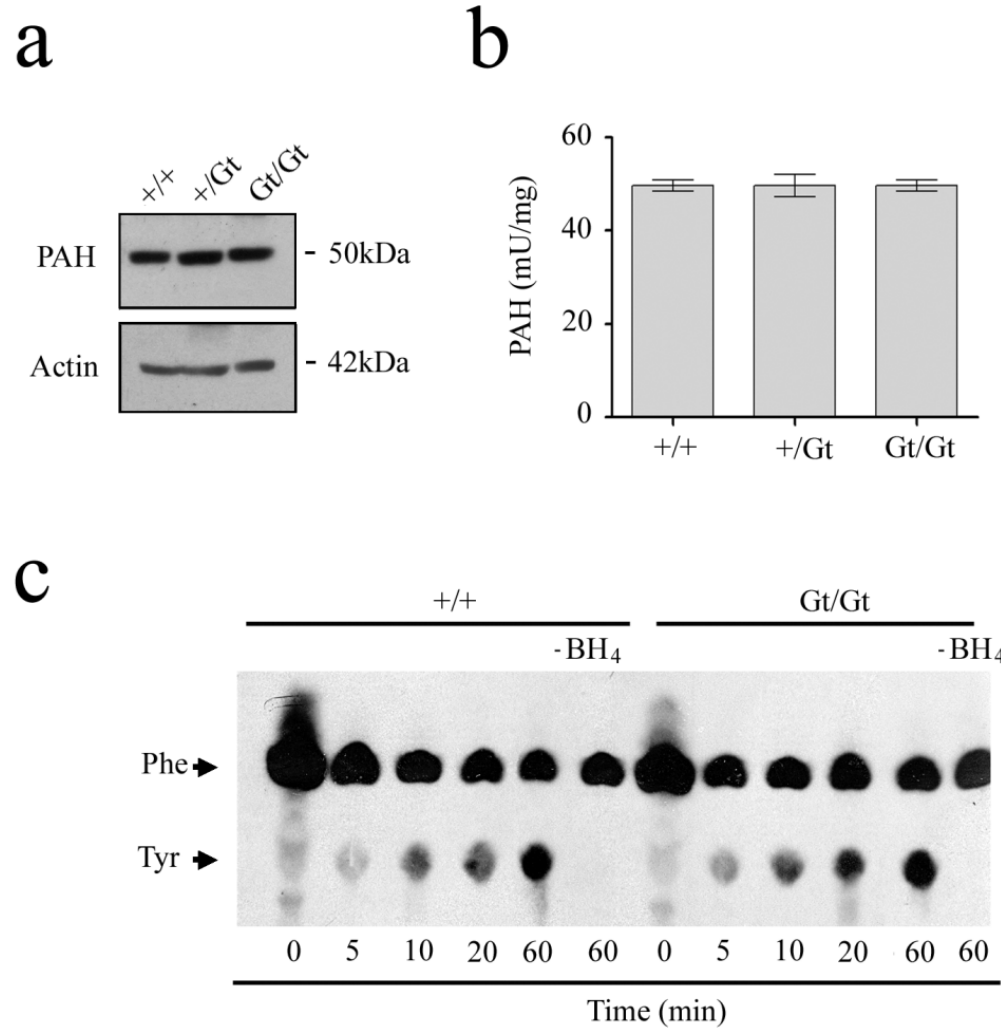 a
+/+ +/Gt Gt/Gt
PAH - 50kDa
Actin - 42kDa
b
PAH (mU/mg)
60
40
20
0
+/+ +/Gt Gt/Gt
c
+/+ Gt/Gt
-BH₄ -BH₄
Phe
Tyr
0 5 10 20 60 60 0 5 10 20 60 60
Time (min)